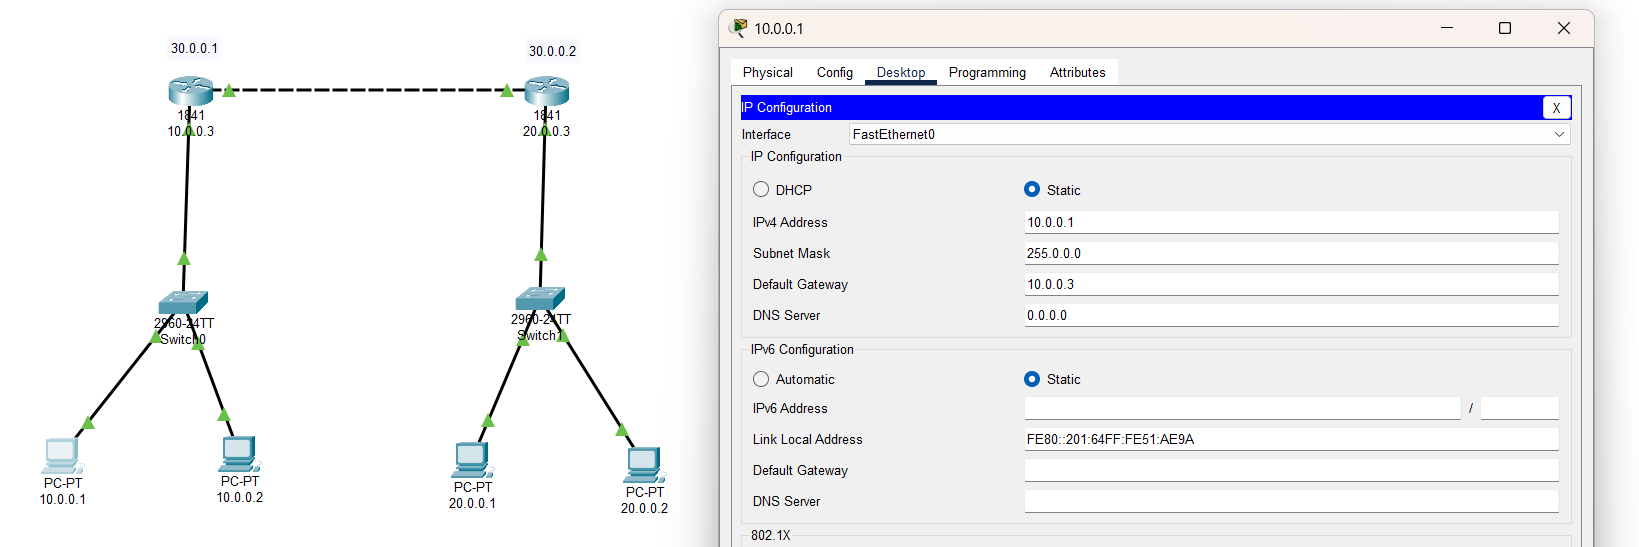 30.0.0.1
30.0.0.2
1841
10.0.0.3
1841
20.0.0.3
2960-24TT
Switch0
2960-24TT
Switch1
PC-PT
10.0.0.1
PC-PT
10.0.0.2
PC-PT
20.0.0.1
PC-PT
20.0.0.2
10.0.0.1
Physical Config Desktop Programming Attributes
IP Configuration X
Interface FastEthernet0
IP Configuration
DHCP Static
IPv4 Address 10.0.0.1
Subnet Mask 255.0.0.0
Default Gateway 10.0.0.3
DNS Server 0.0.0.0
IPv6 Configuration
Automatic Static
IPv6 Address /
Link Local Address FE80::201:64FF:FE51:AE9A
Default Gateway
DNS Server
802.1X